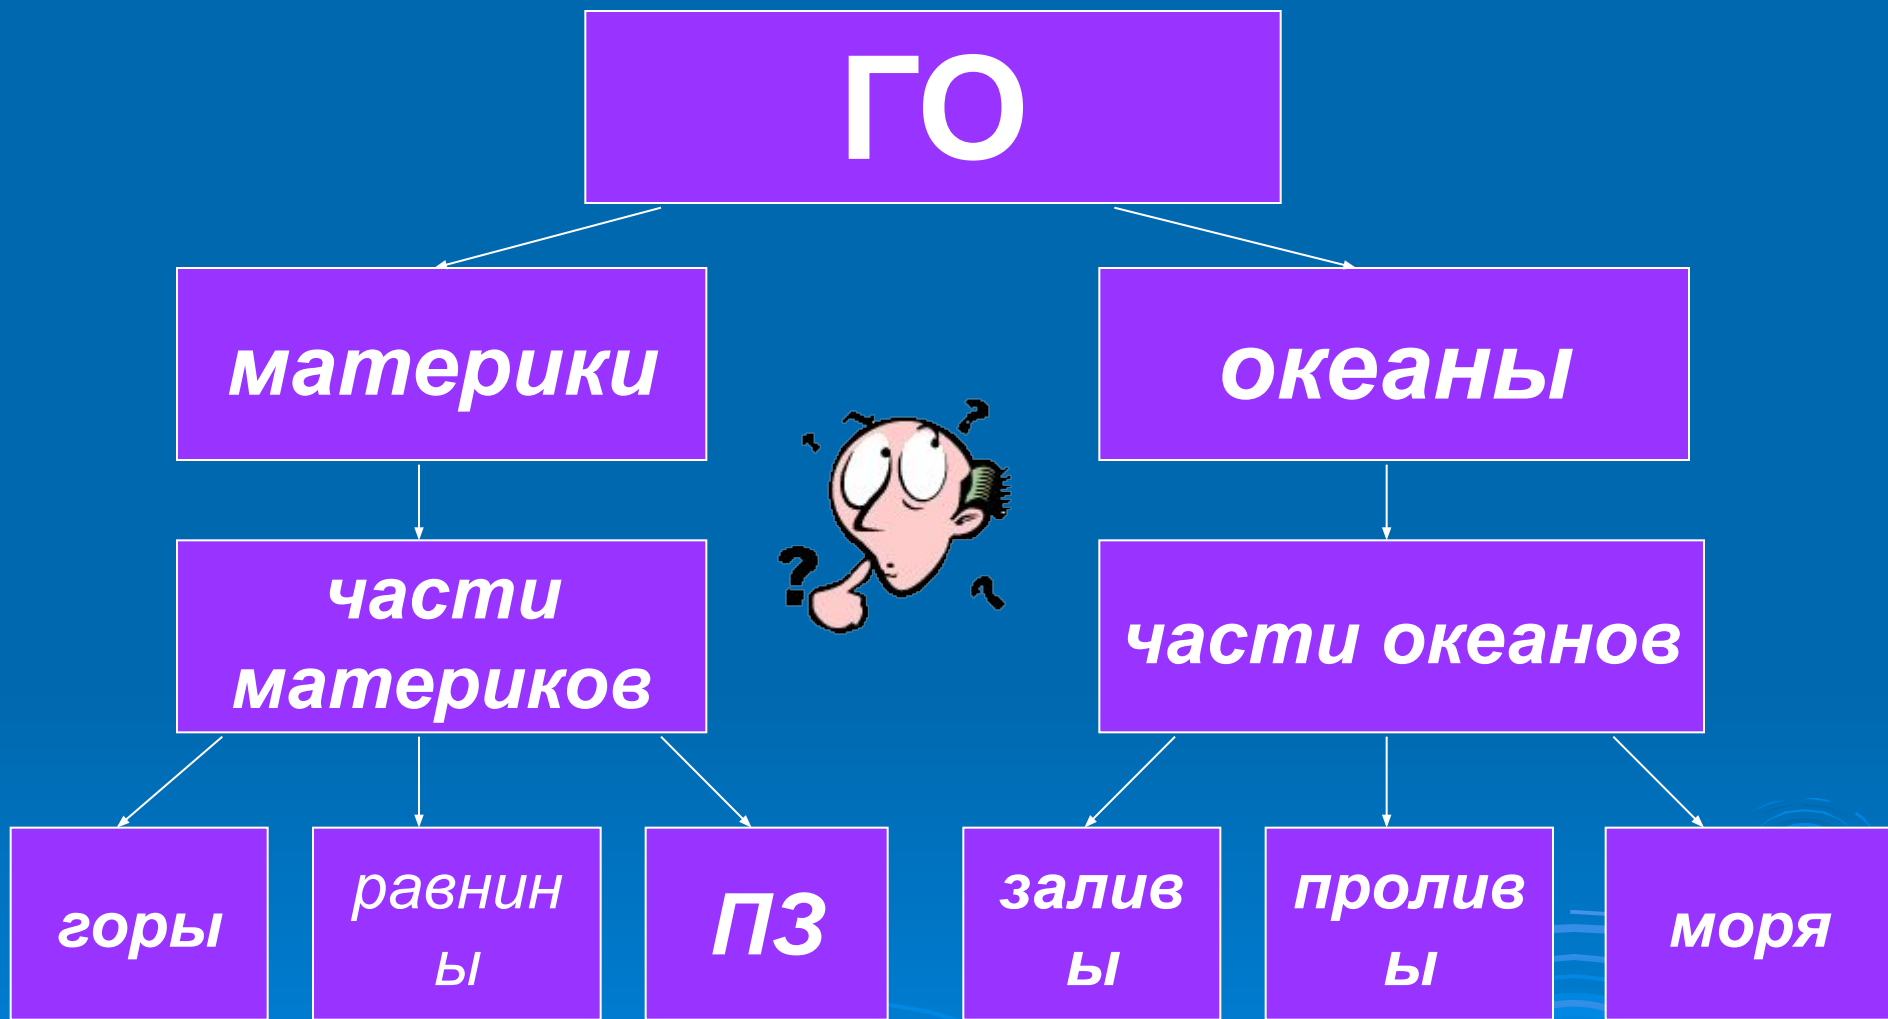 ГО
материки
океаны
части
материков
части океанов
горы
равнин
ы
ПЗ
залив
ы
пролив
ы
моря